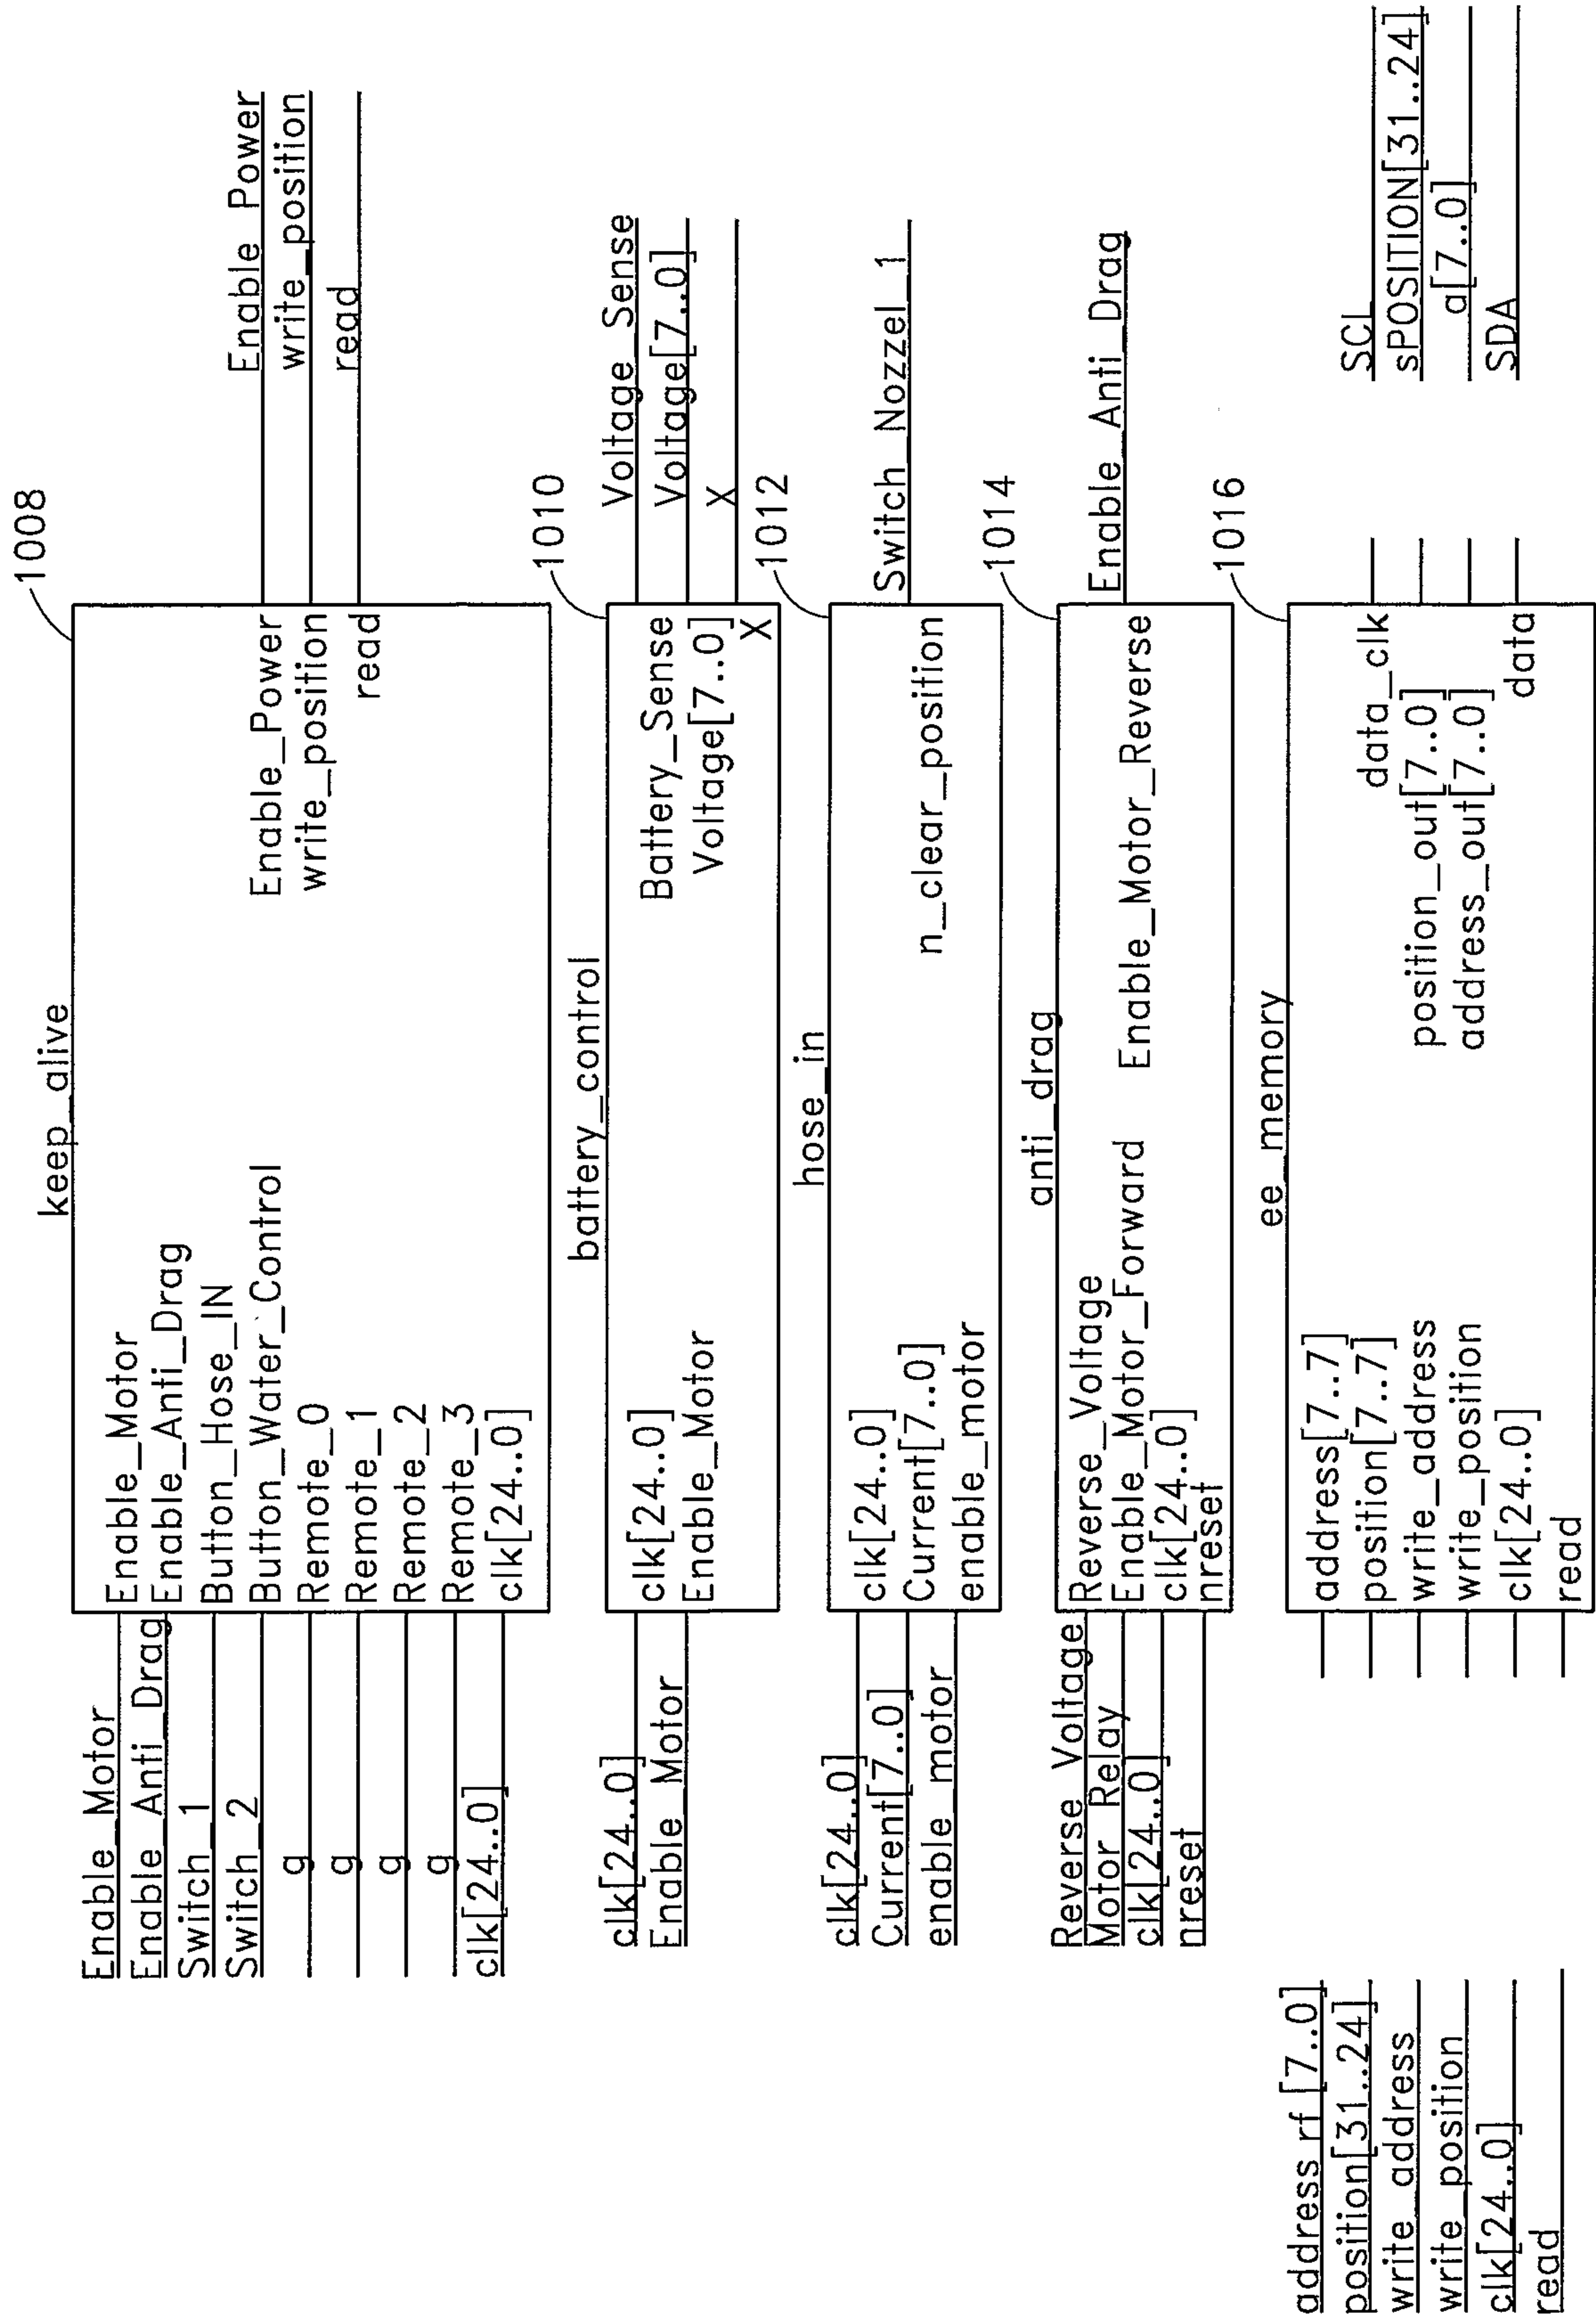 keep_alive
1008
Enable_Motor
Enable_Anti_Drag
Switch_1
Switch_2
g
g
g
g
clk[24..0]
Enable_Motor
Enable_Anti_Drag
Button_Hose_IN
Button_Water_Control
Remote_0
Remote_1
Remote_2
Remote_3
clk[24..0]
Enable_Power
write_position
read
Enable_Power
write_position
read
battery_control
1010
clk[24..0]
Enable_Motor
clk[24..0]
Enable_Motor
Battery_Sense
Voltage[7..0]
X
Voltage_Sense
Voltage[7..0]
X
hose_in
1012
clk[24..0]
Current[7..0]
enable_motor
clk[24..0]
Current[7..0]
enable_motor
n_clear_position
Switch_Nozzel_1
anti_drag
1014
Reverse_Voltage
Motor_Relay
clk[24..0]
nreset
Reverse_Voltage
Enable_Motor_Forward
clk[24..0]
nreset
Enable_Motor_Reverse
Enable_Anti_Drag
ee_memory
1016
address_rf_[7..0]
position[31..24]
write_address
write_position
clk[24..0]
read
address[7..7]
position[7..7]
write_address
write_position
clk[24..0]
read
data_clk
position_out[7..0]
address_out[7..0]
data
SCL
sPOSITION[31..24]
a[7..0]
SDA